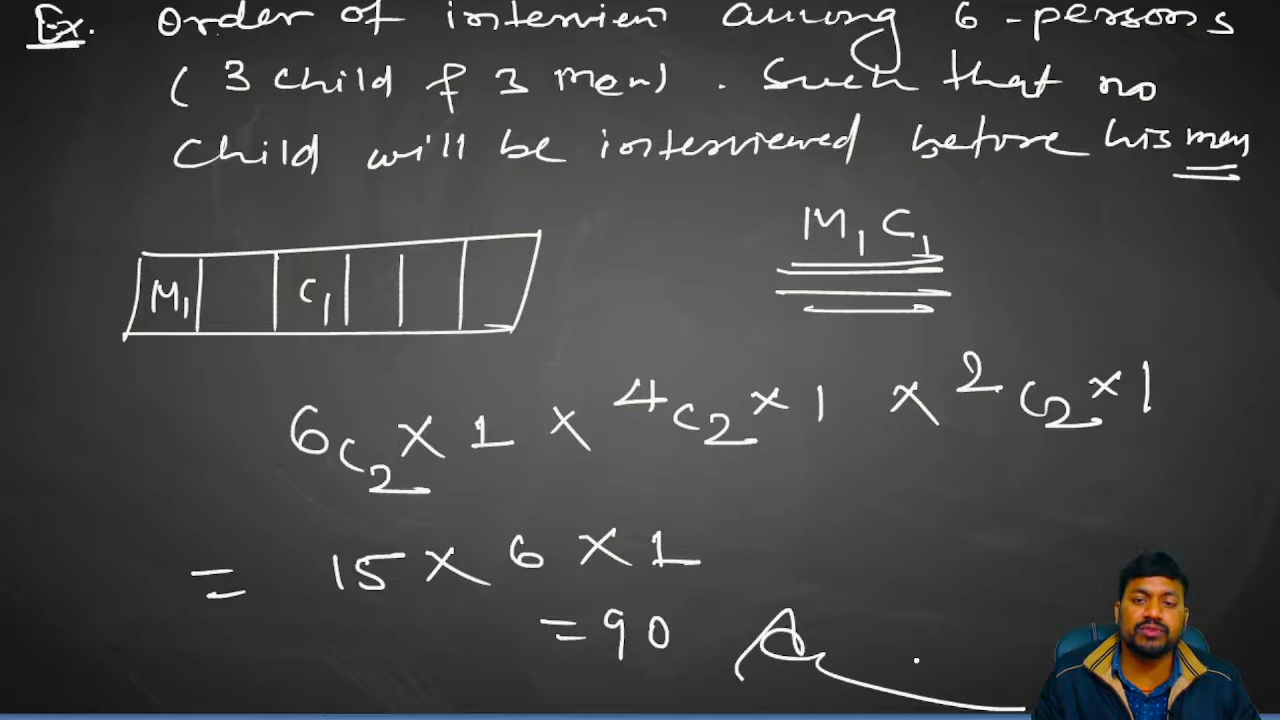 Ex. Order of interview among 6-persons
(3 child & 3 Men). Such that no
child will be interviewed before his men
M₁ C₁
M₁ C₁
6C₂ × 1 × ⁴C₂ × 1 × ²C₂ × 1
= 15 × 6 × 1
= 90